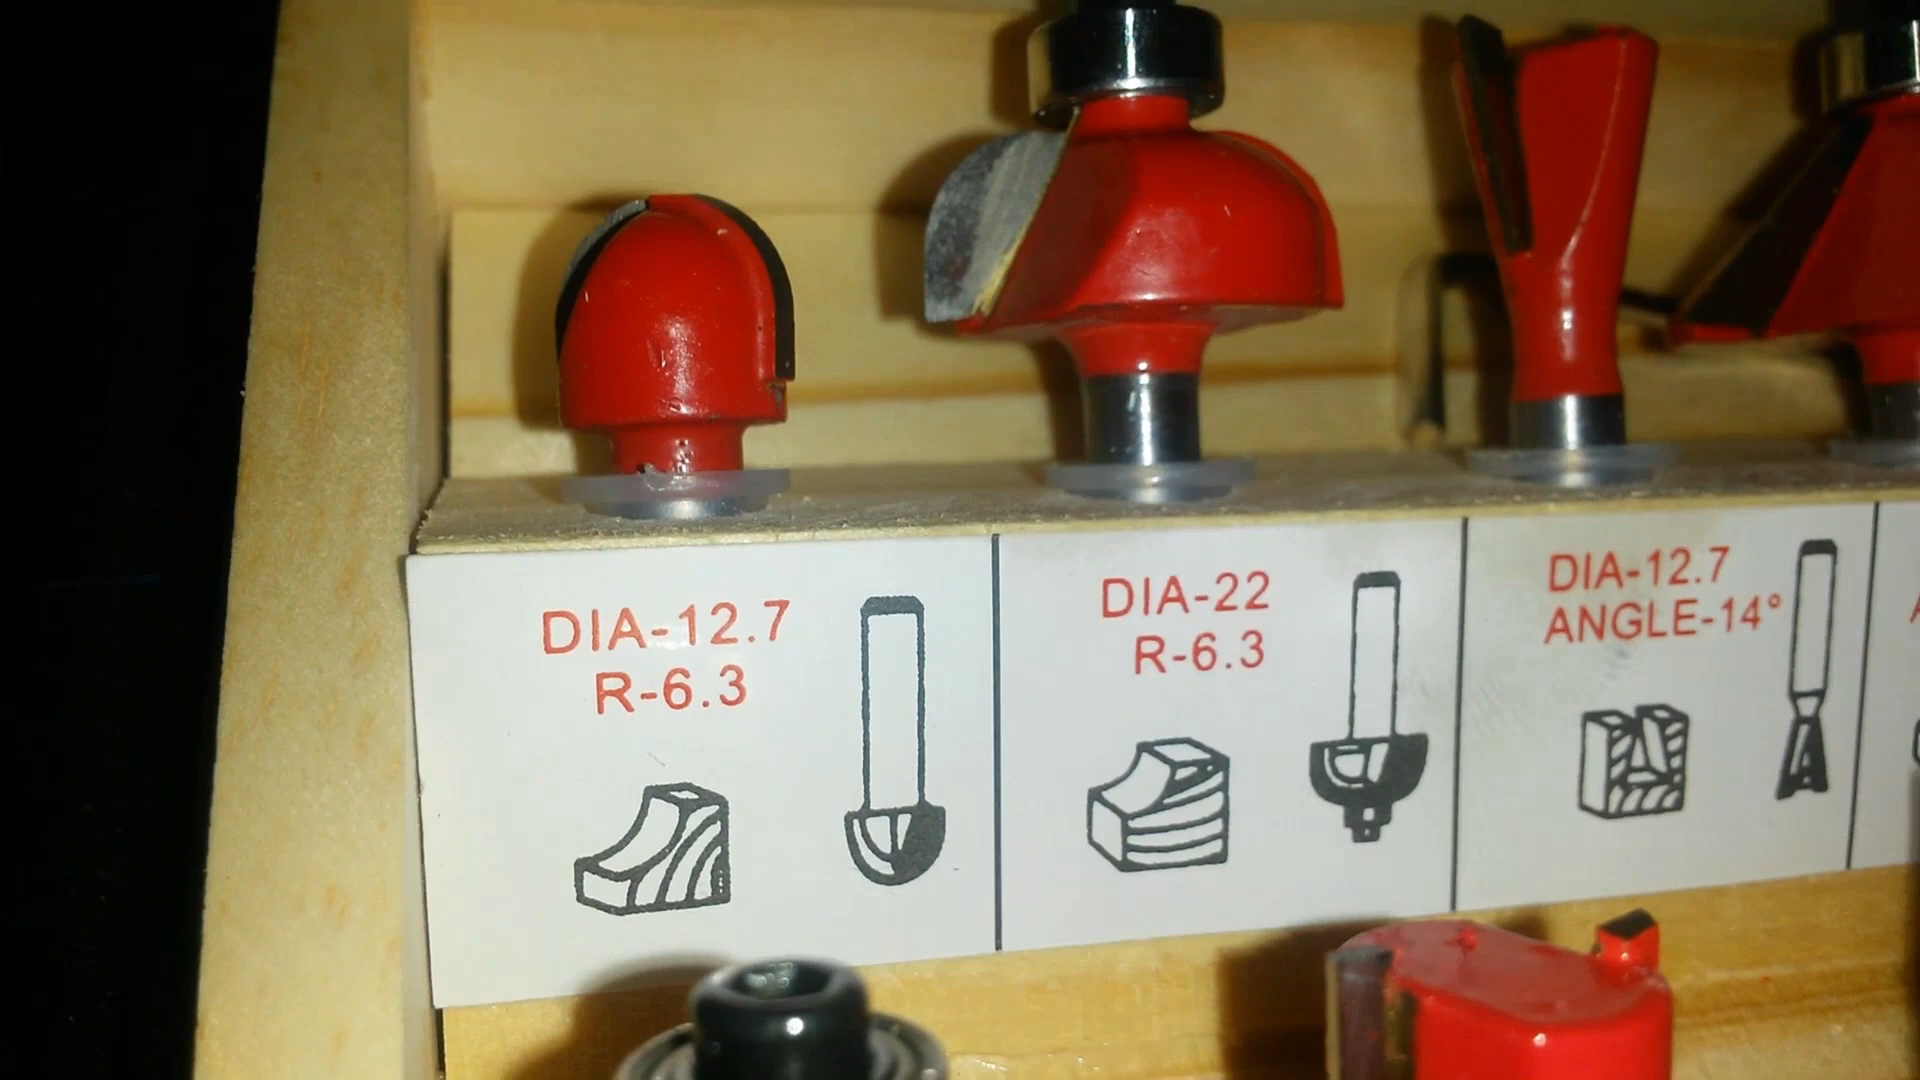 DIA-12.7
R-6.3
DIA-22
R-6.3
DIA-12.7
ANGLE-14°